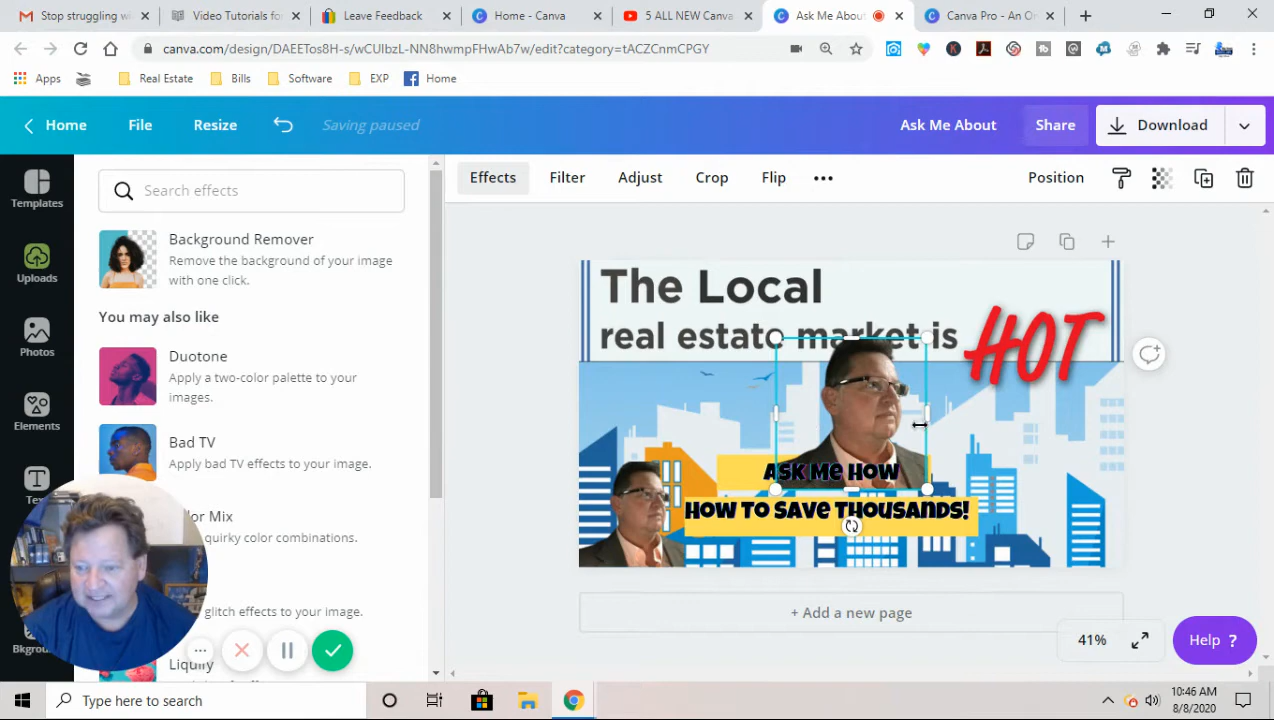 Stop struggling wi
Video Tutorials fo
Leave Feedback
Home - Canva
5 ALL NEW Canva
Ask Me About
Canva Pro - An On
canva.com/design/DAEETos8H-s/wCUIbzL-NN8hwmpFHwAb7w/edit?category=tACZCnmCPGY
Apps
Real Estate
Bills
Software
EXP
Home
Home
File
Resize
Saving paused
Ask Me About
Share
Download
Templates
Uploads
Photos
Elements
Search effects
Background Remover
Remove the background of your image
with one click.
You may also like
Duotone
Apply a two-color palette to your
images.
Bad TV
Apply bad TV effects to your image.
quirky color combinations.
glitch effects to your image.
Liquify
Effects
Filter
Adjust
Crop
Flip
Position
The Local
real estate market is HOT
Ask Me How
How To Save Thousands!
+ Add a new page
41%
Help ?
Type here to search
10:46 AM
8/8/2020